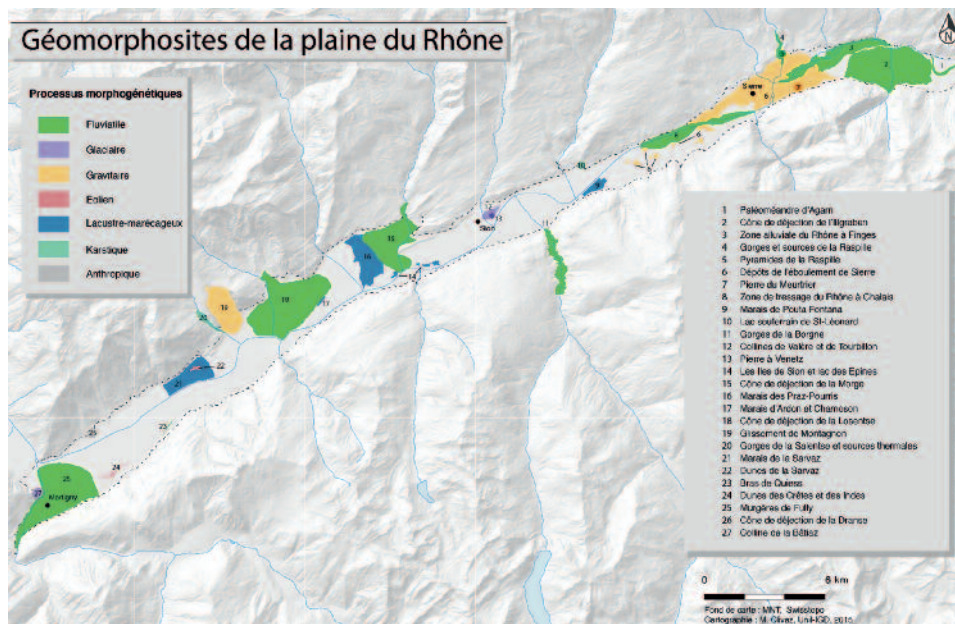 Géomorphosites de la plaine du Rhône
N
Processus morphogénétiques
Fluviatile
Glaciaire
Gravitaire
Eolien
Lacustre-marécageux
Karstique
Anthropique
Sierre
Sion
Martigny
1 Paléoméandre d'Agarn
2 Cône de déjection de l'Illgraben
3 Zone alluviale du Rhône à Finges
4 Gorges et sources de la Raspille
5 Pyramides de la Raspille
6 Dépôts de l'éboulement de Sierre
7 Pierre du Meurtrier
8 Zone de tressage du Rhône à Chalais
9 Marais de Pouta Fontana
10 Lac souterrain de St-Léonard
11 Gorges de la Borgne
12 Collines de Valère et de Tourbillon
13 Pierre à Venetz
14 Les Iles de Sion et lac des Epines
15 Cône de déjection de la Morge
16 Marais des Praz-Pourris
17 Marais d'Ardon et Chamoson
18 Cône de déjection de la Losentse
19 Glissement de Montagnon
20 Gorges de la Salentse et sources thermales
21 Marais de la Sarvaz
22 Dunes de la Sarvaz
23 Bras de
24 Dunes des Crêtes et des Indes
25 Murgères de Fully
26 Cône de déjection de la Dranse
27 Colline de la Bâtiaz
0 6 km
Fond de carte : MNT, Swisstopo
Cartographie : M. Clivaz, Unil-IGD, 2015